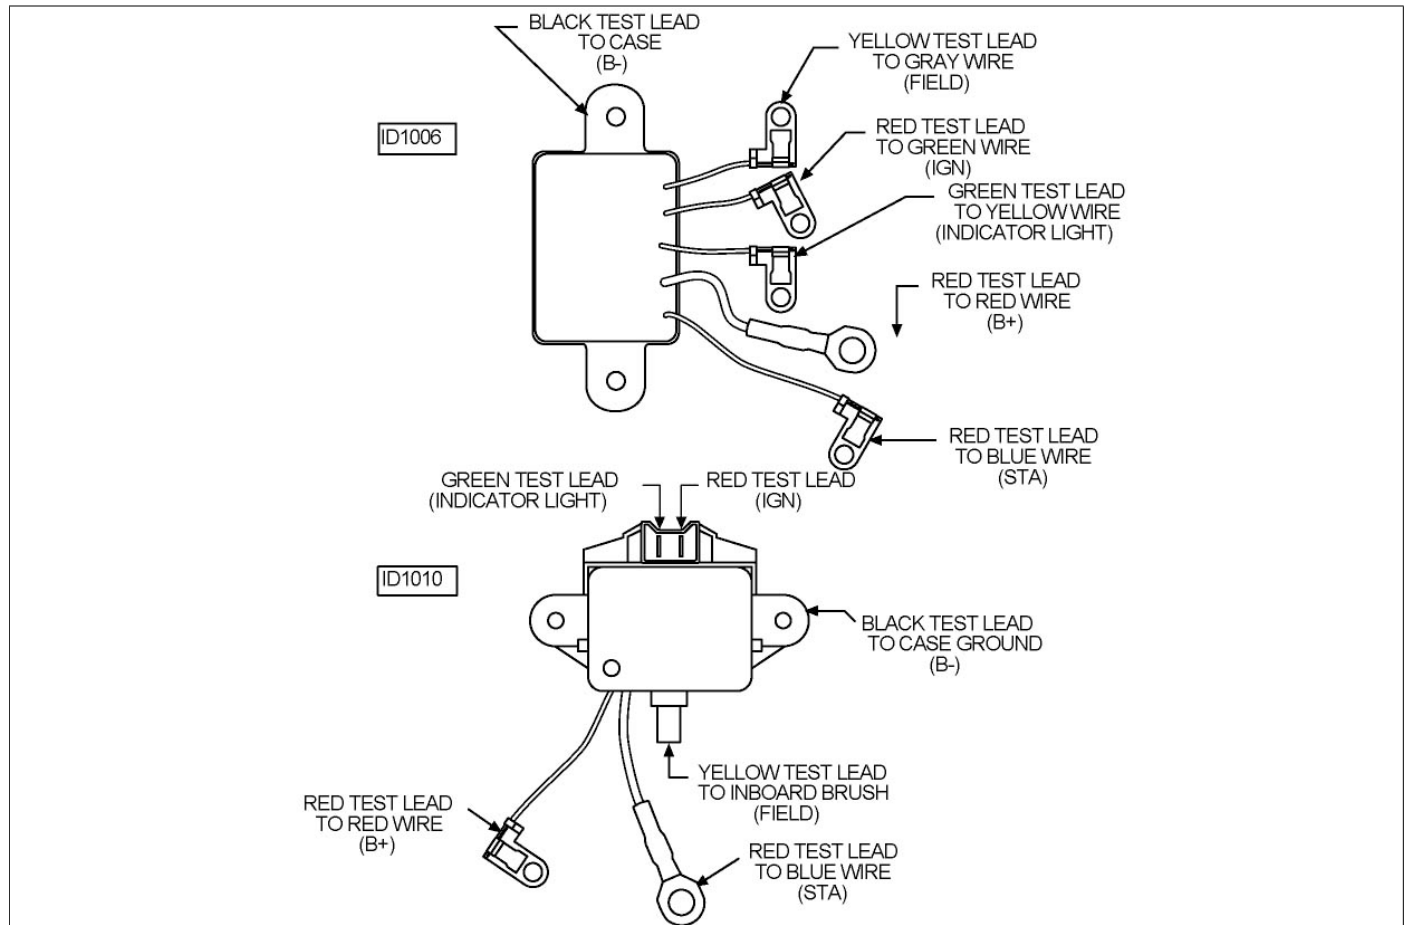 BLACK TEST LEAD
TO CASE
(B-)
YELLOW TEST LEAD
TO GRAY WIRE
(FIELD)
ID1006
RED TEST LEAD
TO GREEN WIRE
(IGN)
GREEN TEST LEAD
TO YELLOW WIRE
(INDICATOR LIGHT)
RED TEST LEAD
TO RED WIRE
(B+)
RED TEST LEAD
TO BLUE WIRE
(STA)
GREEN TEST LEAD
(INDICATOR LIGHT)
RED TEST LEAD
(IGN)
ID1010
BLACK TEST LEAD
TO CASE GROUND
(B-)
YELLOW TEST LEAD
TO INBOARD BRUSH
(FIELD)
RED TEST LEAD
TO RED WIRE
(B+)
RED TEST LEAD
TO BLUE WIRE
(STA)